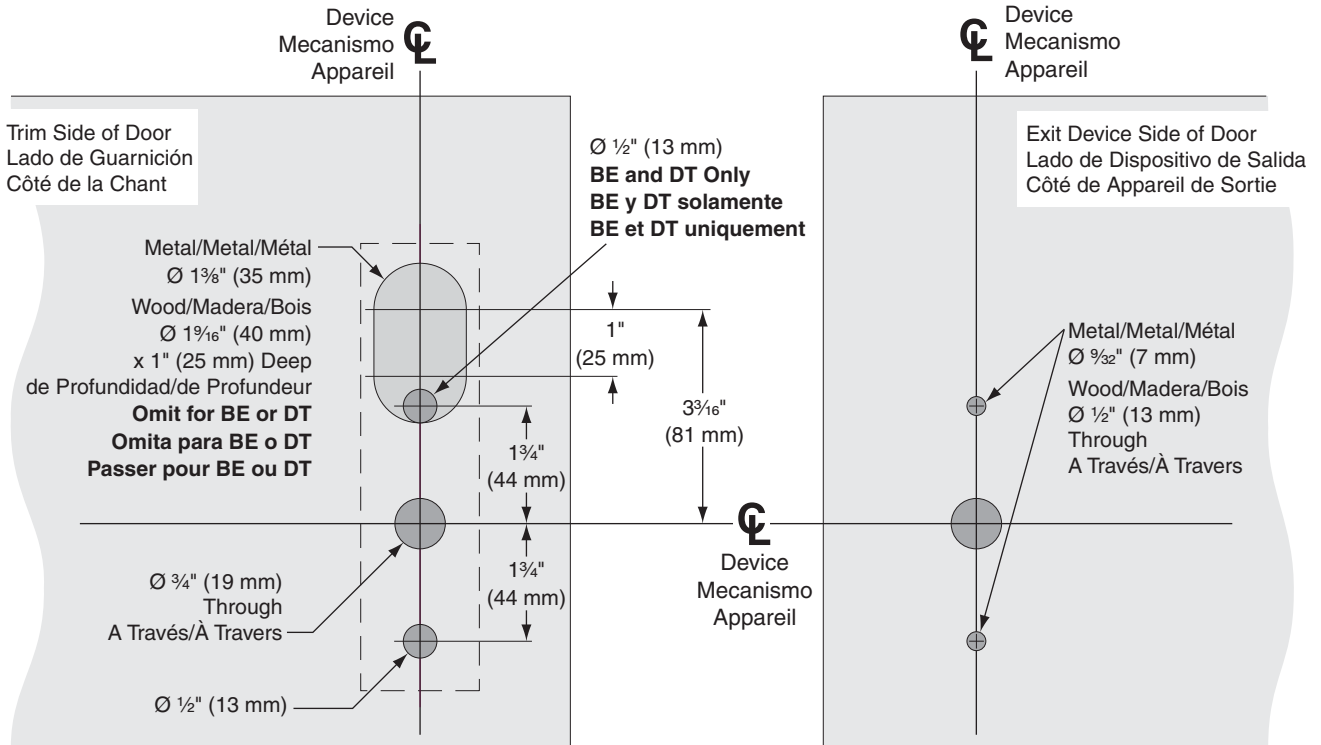 Device
Mecanismo
Appareil
℄
Device
Mecanismo
Appareil
℄
Trim Side of Door
Lado de Guarnición
Côté de la Chant
Ø ½" (13 mm)
BE and DT Only
BE y DT solamente
BE et DT uniquement
Exit Device Side of Door
Lado de Dispositivo de Salida
Côté de Appareil de Sortie
Metal/Metal/Métal
Ø 1⅜" (35 mm)
Wood/Madera/Bois
Ø 1⁹⁄₁₆" (40 mm)
x 1" (25 mm) Deep
de Profundidad/de Profundeur
Omit for BE or DT
Omita para BE o DT
Passer pour BE ou DT
1"
(25 mm)
3³⁄₁₆"
(81 mm)
1¾"
(44 mm)
Metal/Metal/Métal
Ø ⁹⁄₃₂" (7 mm)
Wood/Madera/Bois
Ø ½" (13 mm)
Through
A Través/À Travers
℄
Device
Mecanismo
Appareil
1¾"
(44 mm)
Ø ¾" (19 mm)
Through
A Través/À Travers
Ø ½" (13 mm)